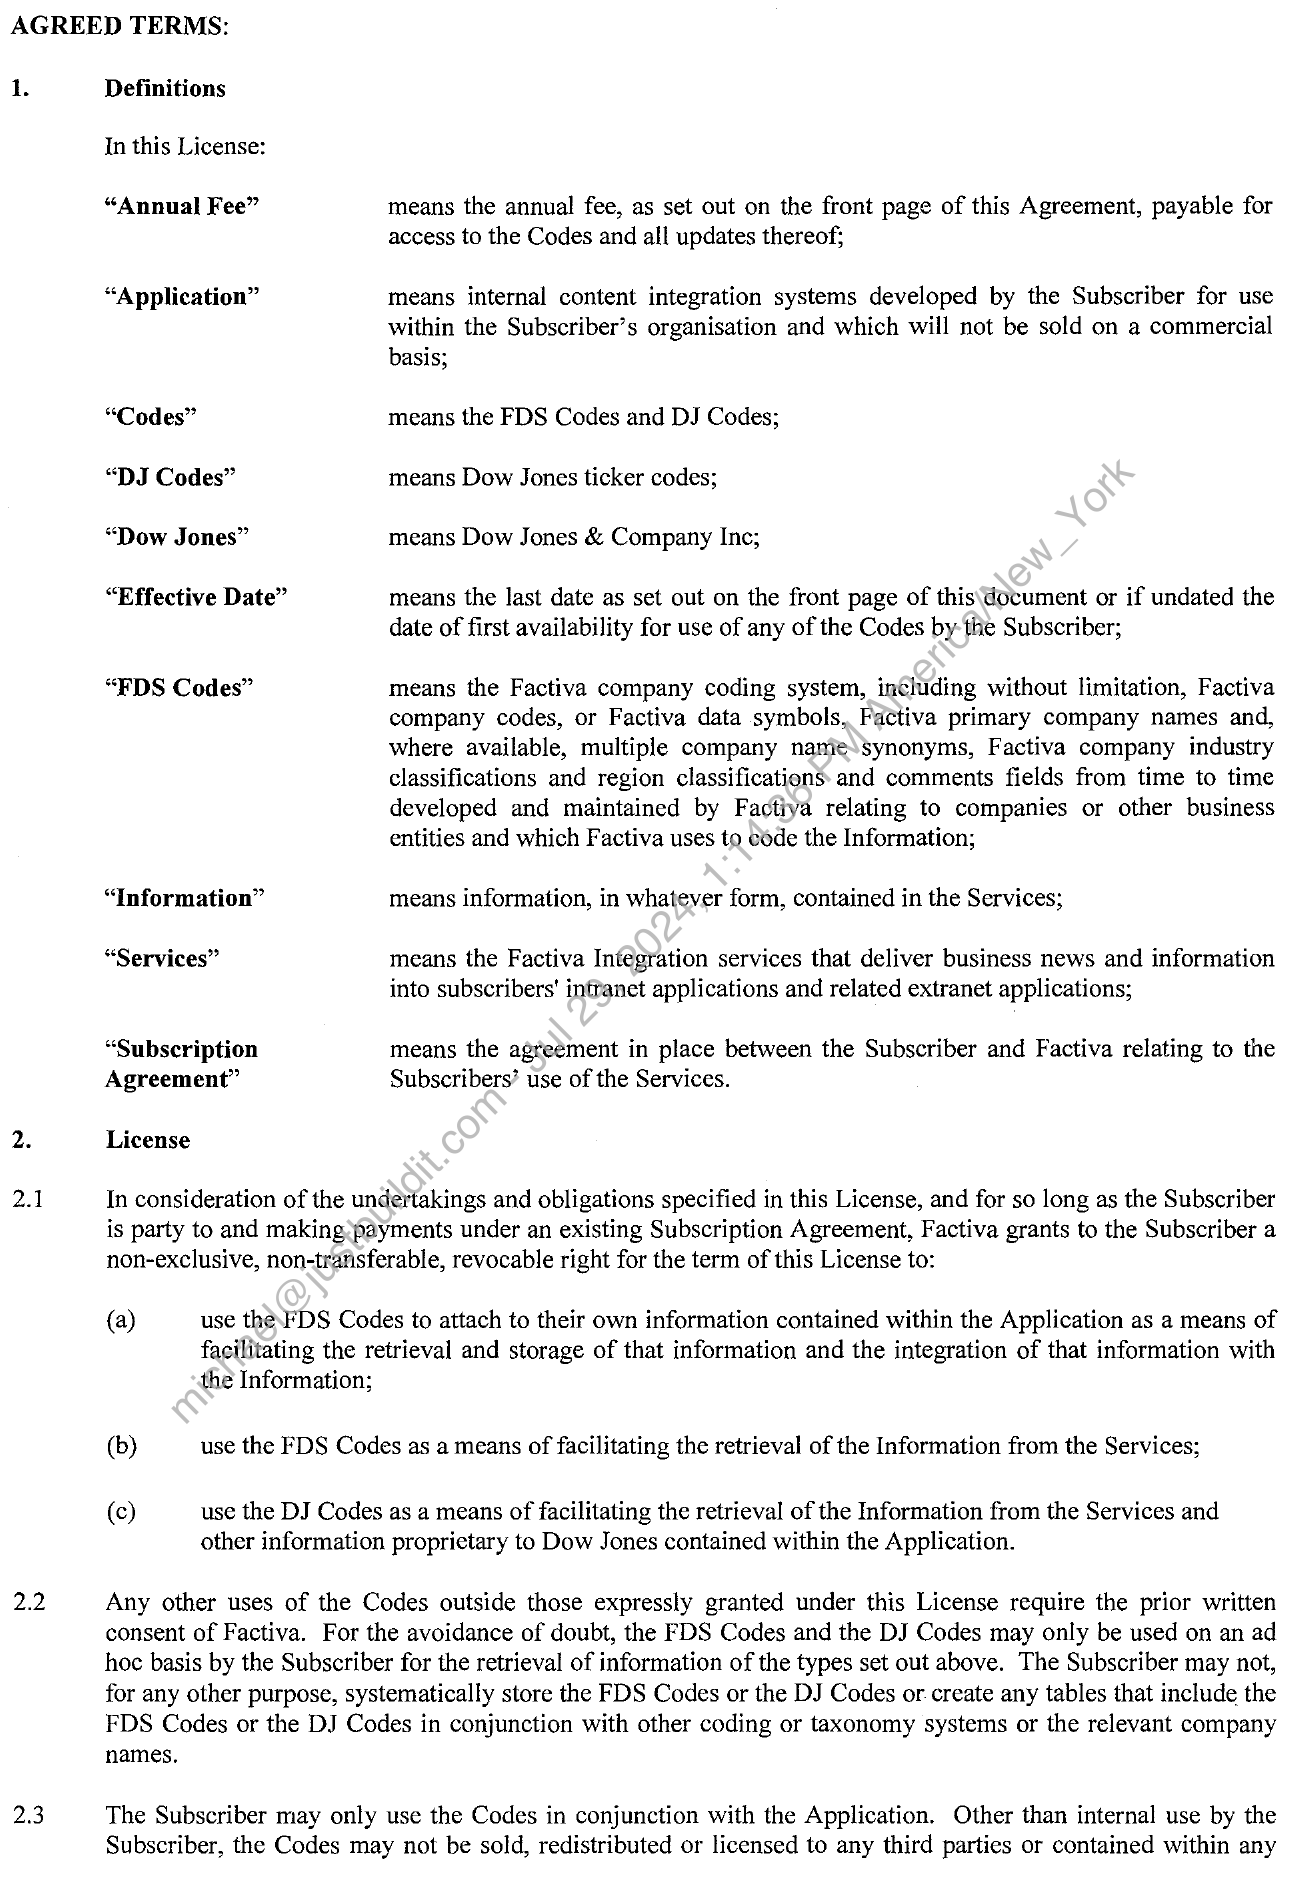 AGREED TERMS:
1. Definitions
In this License:
“Annual Fee” means the annual fee, as set out on the front page of this Agreement, payable for
access to the Codes and all updates thereof;
“Application” means internal content integration systems developed by the Subscriber for use
within the Subscriber’s organisation and which will not be sold on a commercial
basis;
“Codes” means the FDS Codes and DJ Codes;
“DJ Codes” means Dow Jones ticker codes;
“Dow Jones” means Dow Jones & Company Inc;
“Effective Date” means the last date as set out on the front page of this document or if undated the
date of first availability for use of any of the Codes by the Subscriber;
“FDS Codes” means the Factiva company coding system, including without limitation, Factiva
company codes, or Factiva data symbols, Factiva primary company names and,
where available, multiple company name synonyms, Factiva company industry
classifications and region classifications and comments fields from time to time
developed and maintained by Factiva relating to companies or other business
entities and which Factiva uses to code the Information;
“Information” means information, in whatever form, contained in the Services;
“Services” means the Factiva Integration services that deliver business news and information
into subscribers' intranet applications and related extranet applications;
“Subscription means the agreement in place between the Subscriber and Factiva relating to the
Agreement” Subscribers’ use of the Services.
2. License
2.1 In consideration of the undertakings and obligations specified in this License, and for so long as the Subscriber
is party to and making payments under an existing Subscription Agreement, Factiva grants to the Subscriber a
non-exclusive, non-transferable, revocable right for the term of this License to:
(a) use the FDS Codes to attach to their own information contained within the Application as a means of
facilitating the retrieval and storage of that information and the integration of that information with
the Information;
(b) use the FDS Codes as a means of facilitating the retrieval of the Information from the Services;
(c) use the DJ Codes as a means of facilitating the retrieval of the Information from the Services and
other information proprietary to Dow Jones contained within the Application.
2.2 Any other uses of the Codes outside those expressly granted under this License require the prior written
consent of Factiva. For the avoidance of doubt, the FDS Codes and the DJ Codes may only be used on an ad
hoc basis by the Subscriber for the retrieval of information of the types set out above. The Subscriber may not,
for any other purpose, systematically store the FDS Codes or the DJ Codes or create any tables that include the
FDS Codes or the DJ Codes in conjunction with other coding or taxonomy systems or the relevant company
names.
2.3 The Subscriber may only use the Codes in conjunction with the Application. Other than internal use by the
Subscriber, the Codes may not be sold, redistributed or licensed to any third parties or contained within any
michael@justbuildit.com - Jul 29, 2024, 1:14:36 PM America/New_York